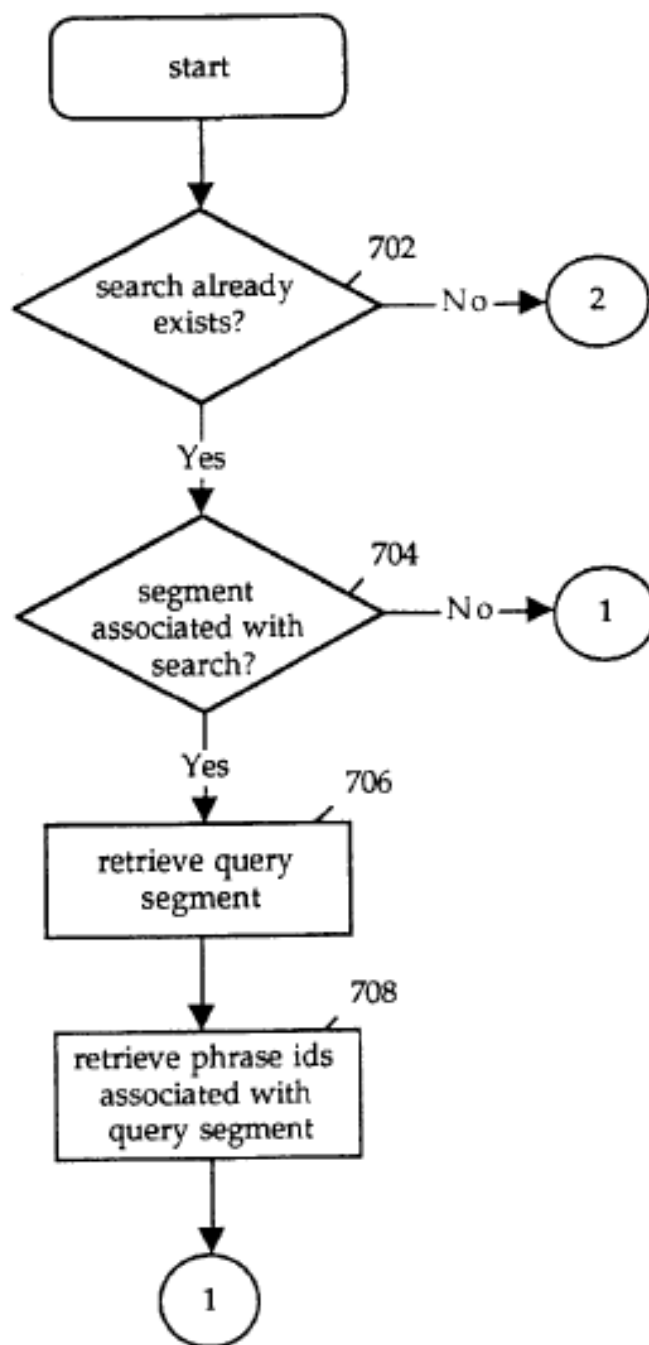 start
702
search already
exists?
No
2
Yes
704
segment
associated with
search?
No
1
Yes
706
retrieve query
segment
708
retrieve phrase ids
associated with
query segment
1